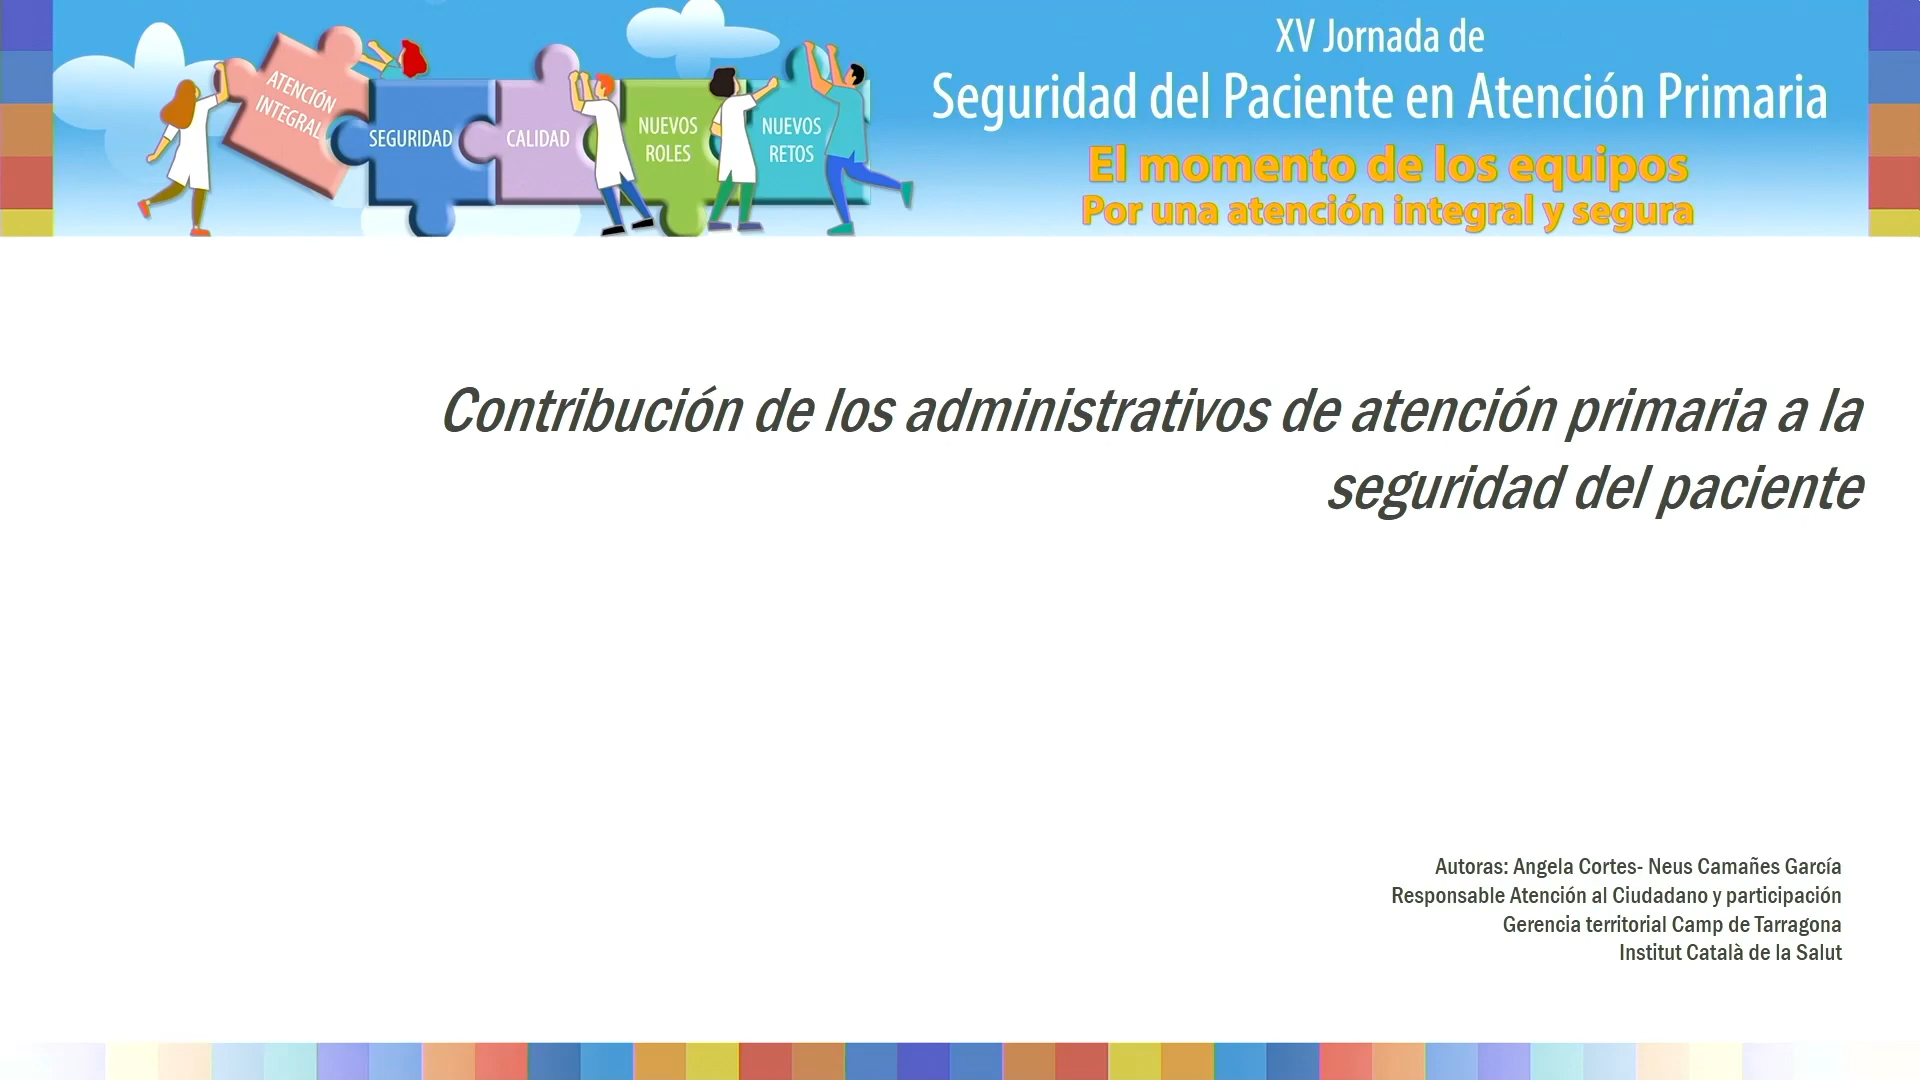 ATENCIÓN
INTEGRAL
SEGURIDAD
CALIDAD
NUEVOS
ROLES
NUEVOS
RETOS
XV Jornada de
Seguridad del Paciente en Atención Primaria
El momento de los equipos
Por una atención integral y segura
Contribución de los administrativos de atención primaria a la
seguridad del paciente
Autoras: Angela Cortes- Neus Camañes García
Responsable Atención al Ciudadano y participación
Gerencia territorial Camp de Tarragona
Institut Català de la Salut